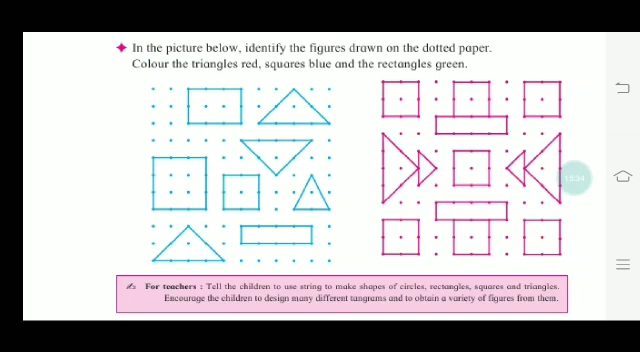 In the picture below, identify the figures drawn on the dotted paper.
Colour the triangles red, squares blue and the rectangles green.
15:34
For teachers : Tell the children to use string to make shapes of circles, rectangles, squares and triangles.
Encourage the children to design many different tangrams and to obtain a variety of figures from them.